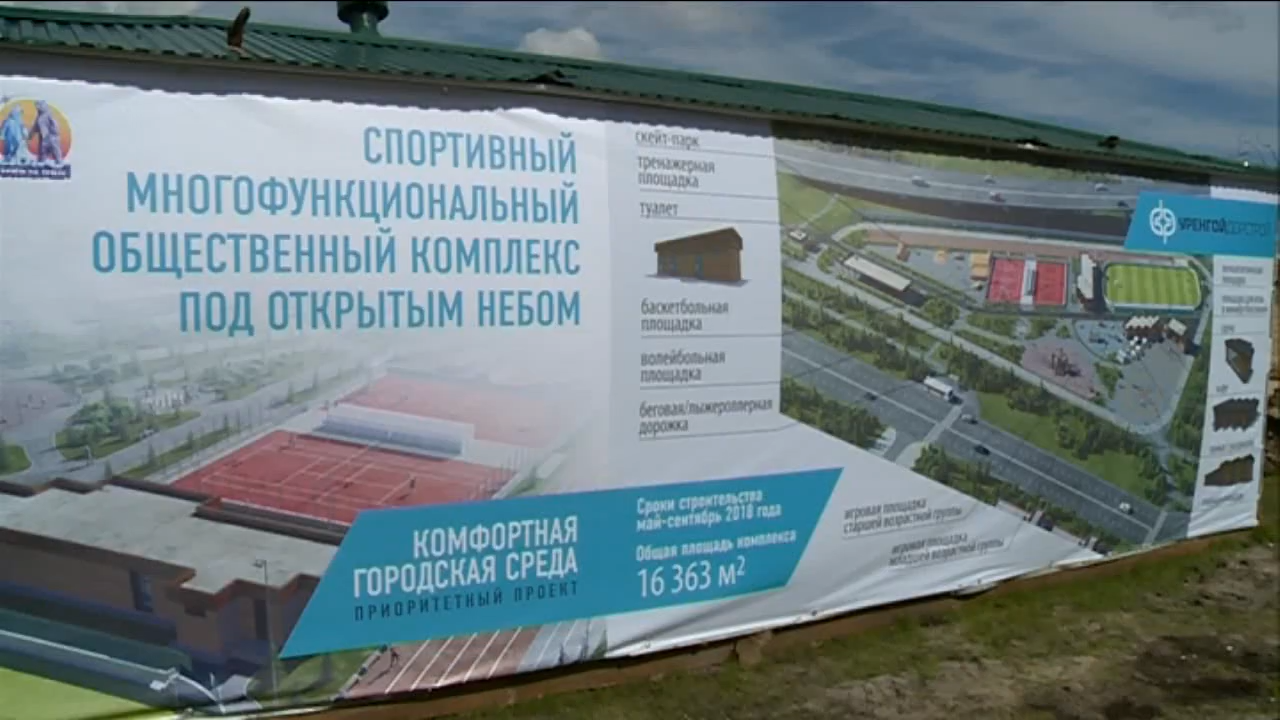 СПОРТИВНЫЙ
МНОГОФУНКЦИОНАЛЬНЫЙ
ОБЩЕСТВЕННЫЙ КОМПЛЕКС
ПОД ОТКРЫТЫМ НЕБОМ
скейт-парк
тренажерная
площадка
туалет
баскетбольная
площадка
волейбольная
площадка
беговая/лыжероллерная
дорожка
УРЕНГОЙДОРСТРОЙ
КОМФОРТНАЯ
ГОРОДСКАЯ СРЕДА
ПРИОРИТЕТНЫЙ ПРОЕКТ
Сроки строительства
май-сентябрь 2018 года
Общая площадь комплекса
16 363 м²
игровая площадка
старшей возрастной группы
игровая площадка
младшей возрастной группы